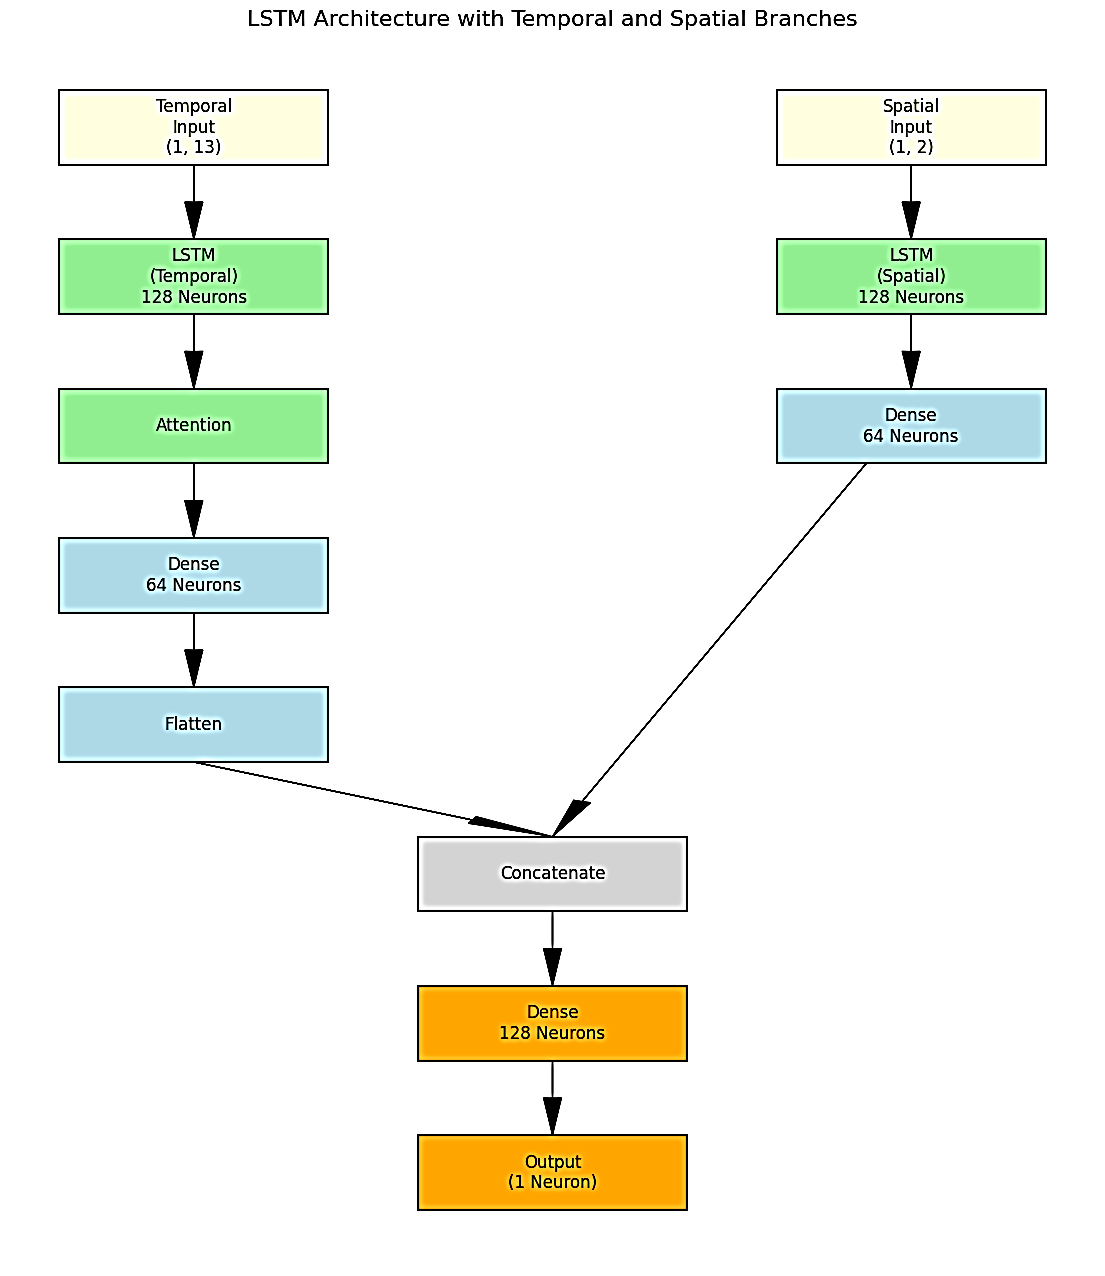 LSTM Architecture with Temporal and Spatial Branches
Temporal
Input
(1, 13)
LSTM
(Temporal)
128 Neurons
Attention
Dense
64 Neurons
Flatten
Spatial
Input
(1, 2)
LSTM
(Spatial)
128 Neurons
Dense
64 Neurons
Concatenate
Dense
128 Neurons
Output
(1 Neuron)